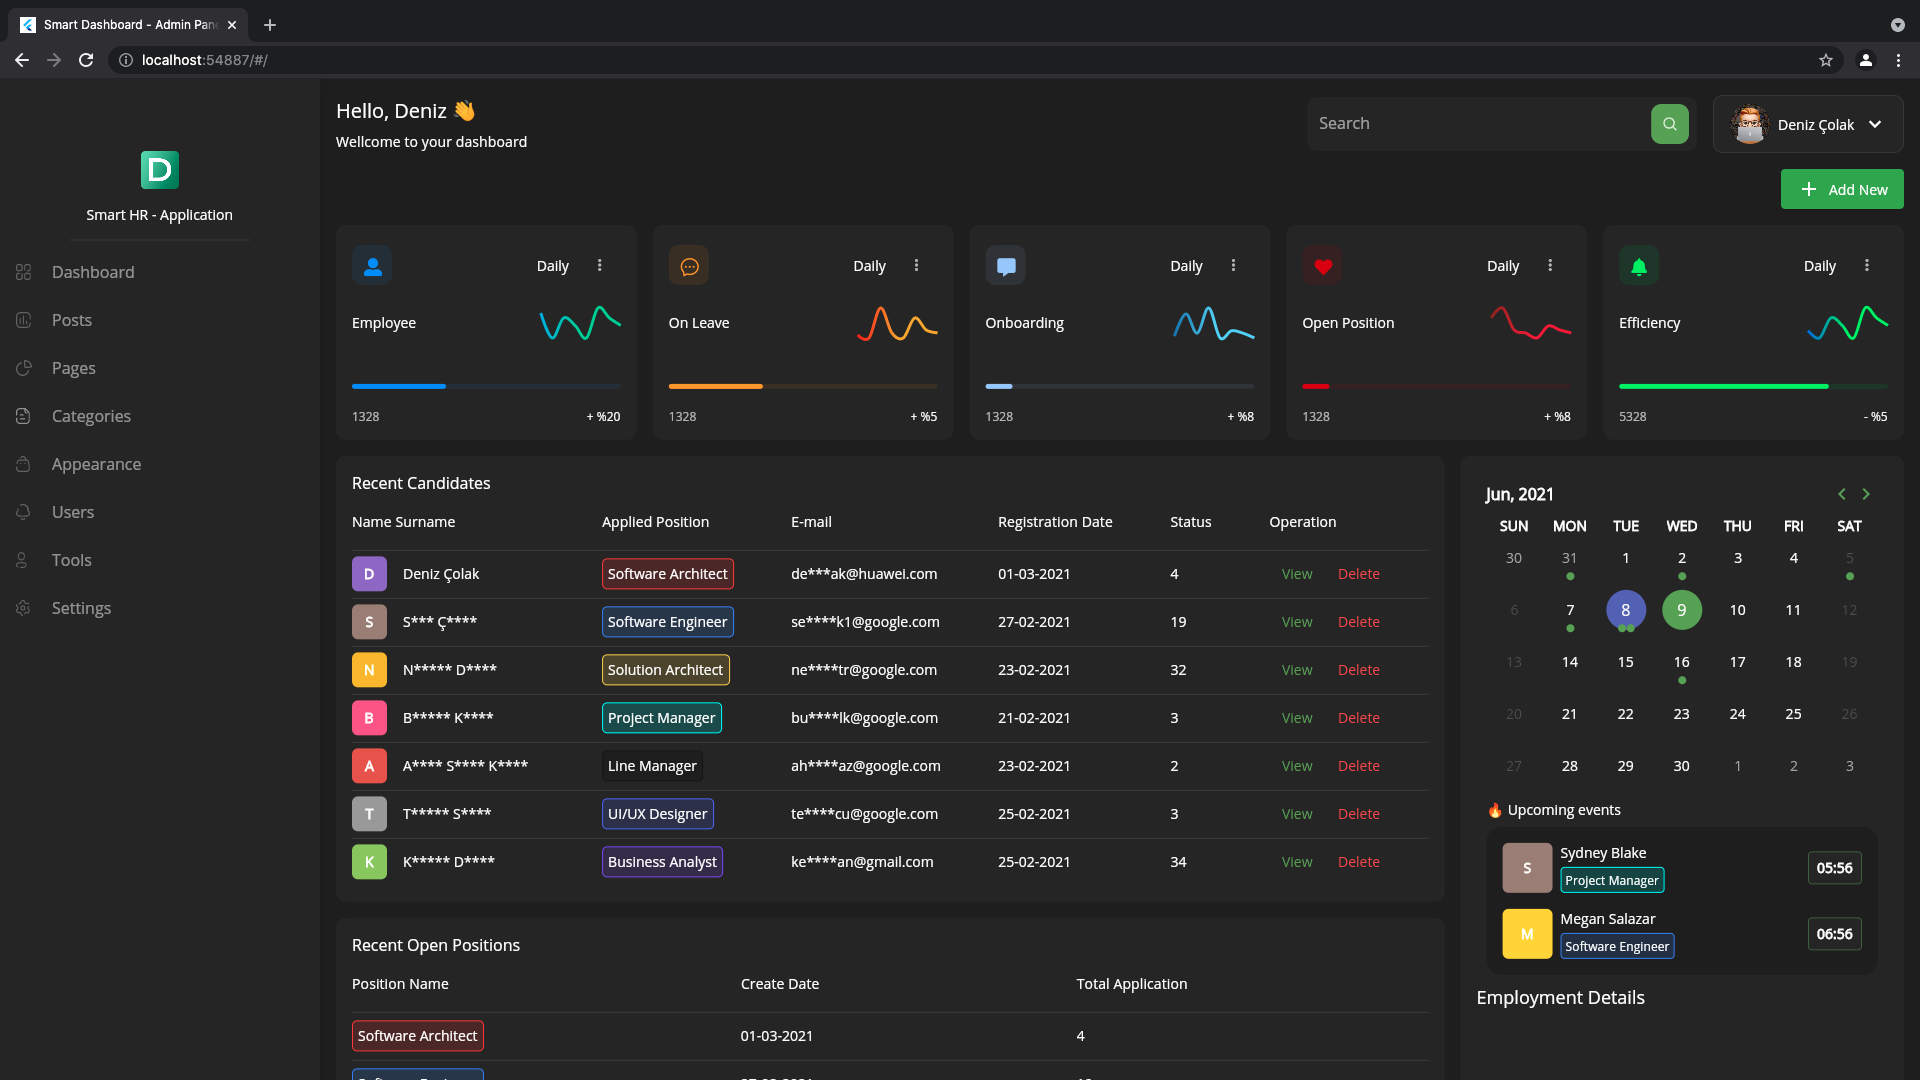 Smart Dashboard - Admin Pan
localhost:54887/#/
D
Smart HR - Application
Dashboard
Posts
Pages
Categories
Appearance
Users
Tools
Settings
Hello, Deniz 👋
Wellcome to your dashboard
Search
Deniz Çolak
Add New
Daily
Employee
1328 + %20
Daily
On Leave
1328 + %5
Daily
Onboarding
1328 + %8
Daily
Open Position
1328 + %8
Daily
Efficiency
5328 - %5
Recent Candidates
Name Surname Applied Position E-mail Registration Date Status Operation
D Deniz Çolak Software Architect de***ak@huawei.com 01-03-2021 4 View Delete
S S*** Ç**** Software Engineer se****k1@google.com 27-02-2021 19 View Delete
N N***** D**** Solution Architect ne****tr@google.com 23-02-2021 32 View Delete
B B***** K**** Project Manager bu****lk@google.com 21-02-2021 3 View Delete
A A**** S**** K**** Line Manager ah****az@google.com 23-02-2021 2 View Delete
T T***** S**** UI/UX Designer te****cu@google.com 25-02-2021 3 View Delete
K K***** D**** Business Analyst ke****an@gmail.com 25-02-2021 34 View Delete
Recent Open Positions
Position Name Create Date Total Application
Software Architect 01-03-2021 4
Jun, 2021
SUN MON TUE WED THU FRI SAT
30 31 1 2 3 4 5
6 7 8 9 10 11 12
13 14 15 16 17 18 19
20 21 22 23 24 25 26
27 28 29 30 1 2 3
🔥 Upcoming events
S Sydney Blake
Project Manager
05:56
M Megan Salazar
Software Engineer
06:56
Employment Details